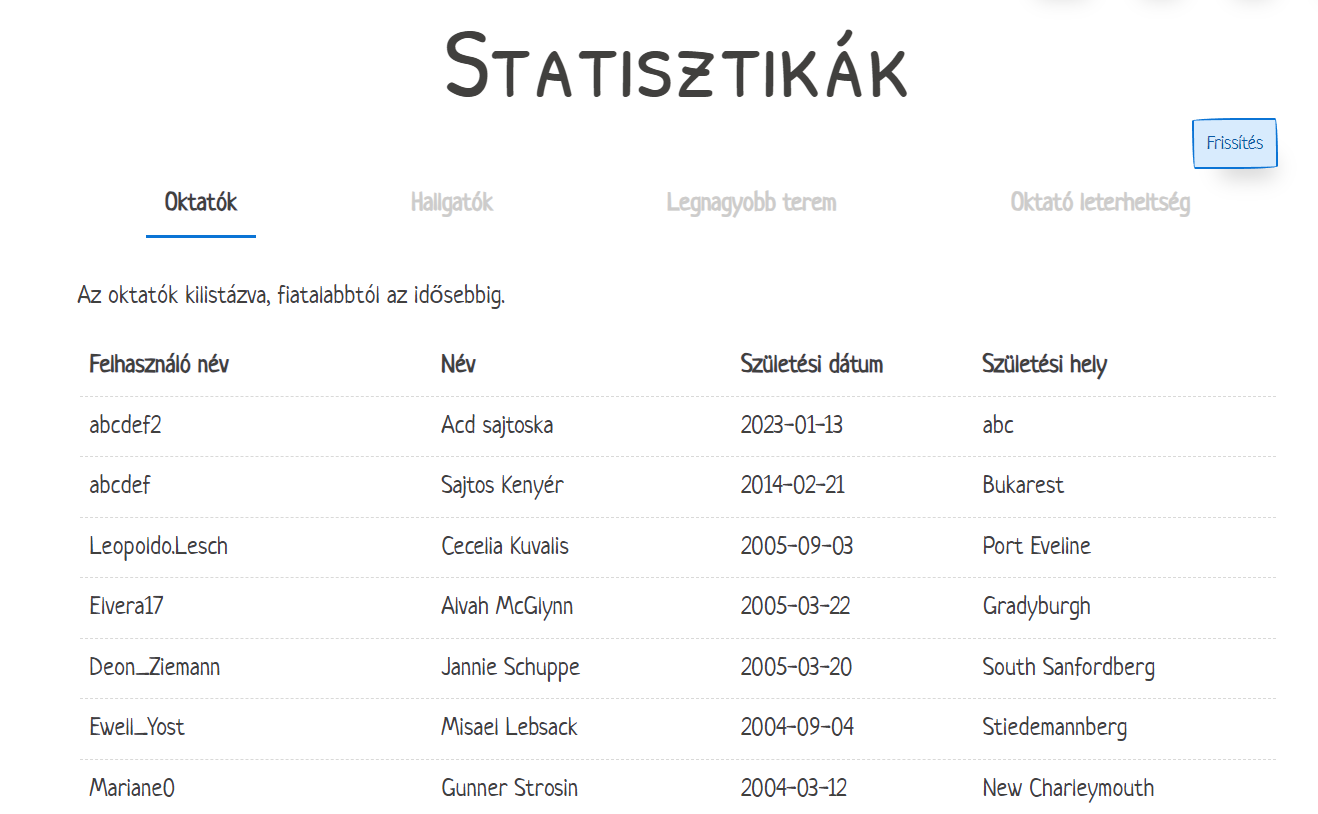 Statisztikák
Frissítés
Oktatók Hallgatók Legnagyobb terem Oktató leterheltség
Az oktatók kilistázva, fiatalabbtól az idősebbig.
Felhasználó név Név Születési dátum Születési hely
abcdef2 Acd sajtoska 2023-01-13 abc
abcdef Sajtos Kenyér 2014-02-21 Bukarest
Leopoldo.Lesch Cecelia Kuvalis 2005-09-03 Port Eveline
Elvera17 Alvah McGlynn 2005-03-22 Gradyburgh
Deon_Ziemann Jannie Schuppe 2005-03-20 South Sanfordberg
Ewell_Yost Misael Lebsack 2004-09-04 Stiedemannberg
Mariane0 Gunner Strosin 2004-03-12 New Charleymouth